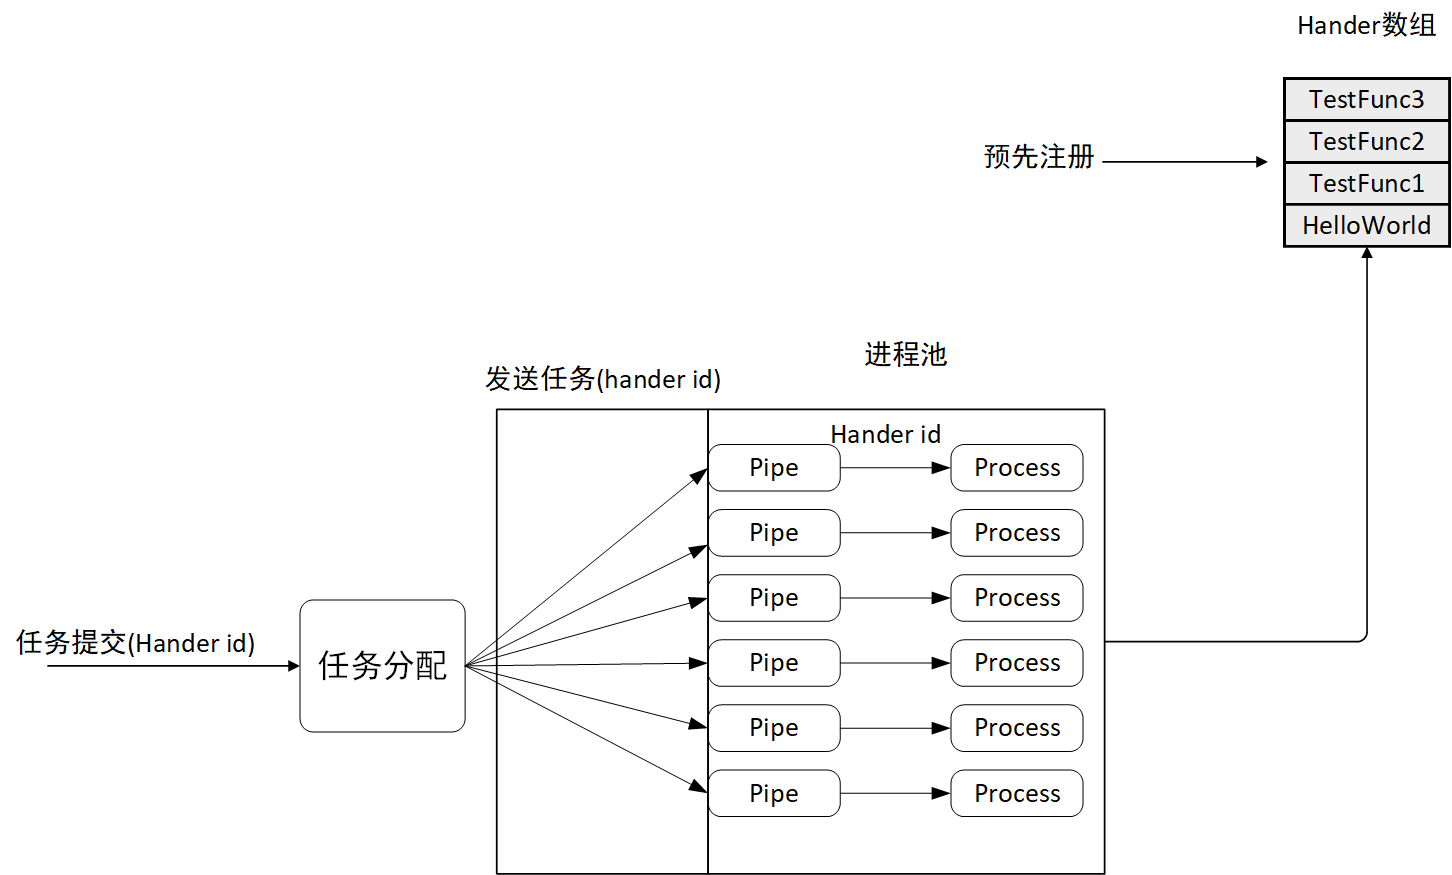 Hander数组
TestFunc3
TestFunc2
预先注册
TestFunc1
HelloWorld
进程池
发送任务(hander id)
Hander id
Pipe
Process
Pipe
Process
Pipe
Process
任务提交(Hander id)
任务分配
Pipe
Process
Pipe
Process
Pipe
Process